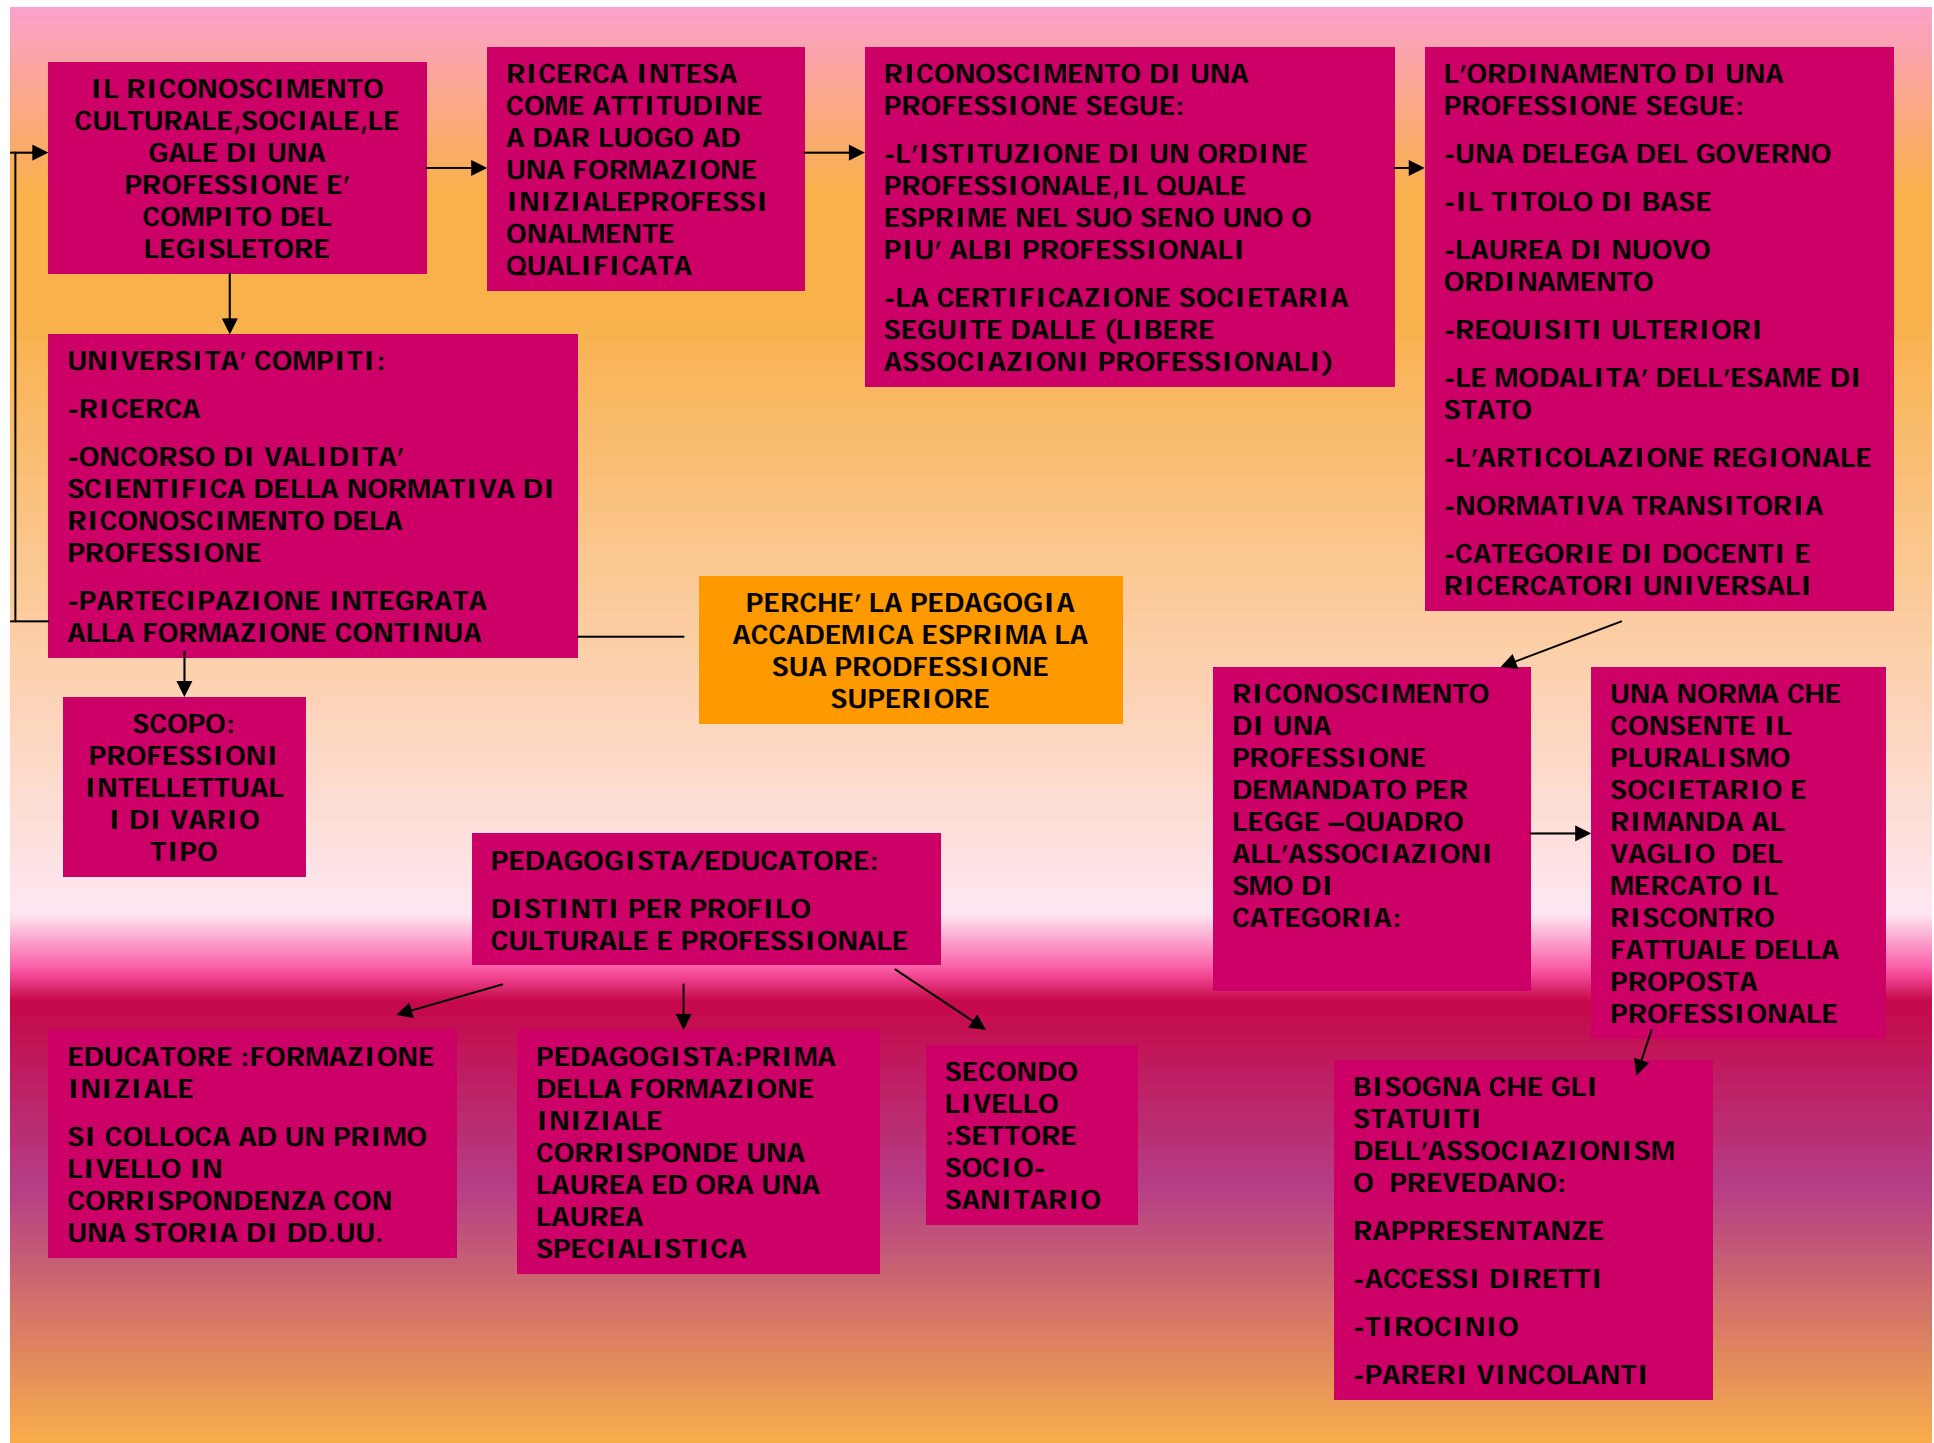 IL RICONOSCIMENTO
CULTURALE,SOCIALE,LE
GALE DI UNA
PROFESSIONE E’
COMPITO DEL
LEGISLETORE
RICERCA INTESA
COME ATTITUDINE
A DAR LUOGO AD
UNA FORMAZIONE
INIZIALEPROFESSI
ONALMENTE
QUALIFICATA
RICONOSCIMENTO DI UNA
PROFESSIONE SEGUE:
-L’ISTITUZIONE DI UN ORDINE
PROFESSIONALE,IL QUALE
ESPRIME NEL SUO SENO UNO O
PIU’ ALBI PROFESSIONALI
-LA CERTIFICAZIONE SOCIETARIA
SEGUITE DALLE (LIBERE
ASSOCIAZIONI PROFESSIONALI)
L’ORDINAMENTO DI UNA
PROFESSIONE SEGUE:
-UNA DELEGA DEL GOVERNO
-IL TITOLO DI BASE
-LAUREA DI NUOVO
ORDINAMENTO
-REQUISITI ULTERIORI
-LE MODALITA’ DELL’ESAME DI
STATO
-L’ARTICOLAZIONE REGIONALE
-NORMATIVA TRANSITORIA
-CATEGORIE DI DOCENTI E
RICERCATORI UNIVERSALI
UNIVERSITA’ COMPITI:
-RICERCA
-ONCORSO DI VALIDITA’
SCIENTIFICA DELLA NORMATIVA DI
RICONOSCIMENTO DELA
PROFESSIONE
-PARTECIPAZIONE INTEGRATA
ALLA FORMAZIONE CONTINUA
PERCHE’ LA PEDAGOGIA
ACCADEMICA ESPRIMA LA
SUA PRODFESSIONE
SUPERIORE
SCOPO:
PROFESSIONI
INTELLETTUAL
I DI VARIO
TIPO
RICONOSCIMENTO
DI UNA
PROFESSIONE
DEMANDATO PER
LEGGE –QUADRO
ALL’ASSOCIAZIONI
SMO DI
CATEGORIA:
UNA NORMA CHE
CONSENTE IL
PLURALISMO
SOCIETARIO E
RIMANDA AL
VAGLIO  DEL
MERCATO IL
RISCONTRO
FATTUALE DELLA
PROPOSTA
PROFESSIONALE
PEDAGOGISTA/EDUCATORE:
DISTINTI PER PROFILO
CULTURALE E PROFESSIONALE
EDUCATORE :FORMAZIONE
INIZIALE
SI COLLOCA AD UN PRIMO
LIVELLO IN
CORRISPONDENZA CON
UNA STORIA DI DD.UU.
PEDAGOGISTA:PRIMA
DELLA FORMAZIONE
INIZIALE
CORRISPONDE UNA
LAUREA ED ORA UNA
LAUREA
SPECIALISTICA
SECONDO
LIVELLO
:SETTORE
SOCIO-
SANITARIO
BISOGNA CHE GLI
STATUITI
DELL’ASSOCIAZIONISM
O  PREVEDANO:
RAPPRESENTANZE
-ACCESSI DIRETTI
-TIROCINIO
-PARERI VINCOLANTI